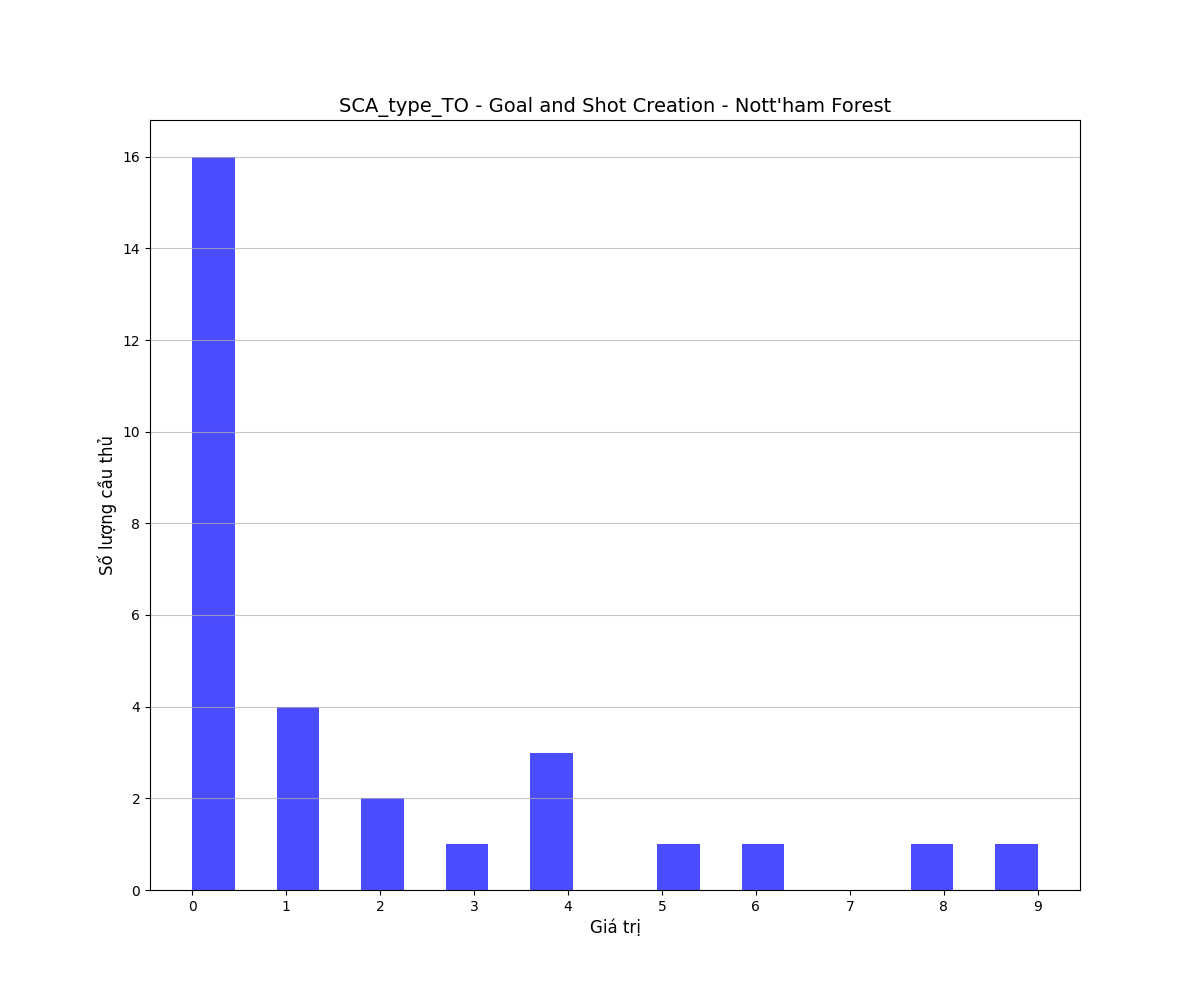 SCA_type_TO - Goal and Shot Creation - Nott'ham Forest
Số lượng cầu thủ
16
14
12
10
8
6
4
2
0
0 1 2 3 4 5 6 7 8 9
Giá trị